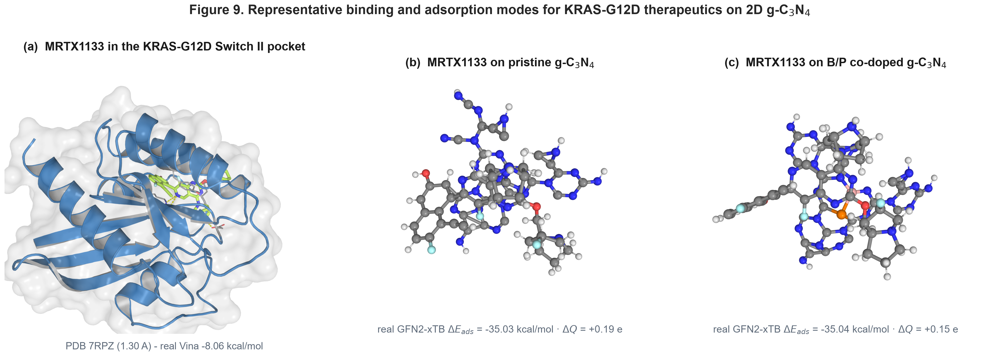 Figure 9. Representative binding and adsorption modes for KRAS-G12D therapeutics on 2D g-C₃N₄
(a) MRTX1133 in the KRAS-G12D Switch II pocket
(b) MRTX1133 on pristine g-C₃N₄
(c) MRTX1133 on B/P co-doped g-C₃N₄
real GFN2-xTB ΔE_ads = -35.03 kcal/mol · ΔQ = +0.19 e
real GFN2-xTB ΔE_ads = -35.04 kcal/mol · ΔQ = +0.15 e
PDB 7RPZ (1.30 A) - real Vina -8.06 kcal/mol